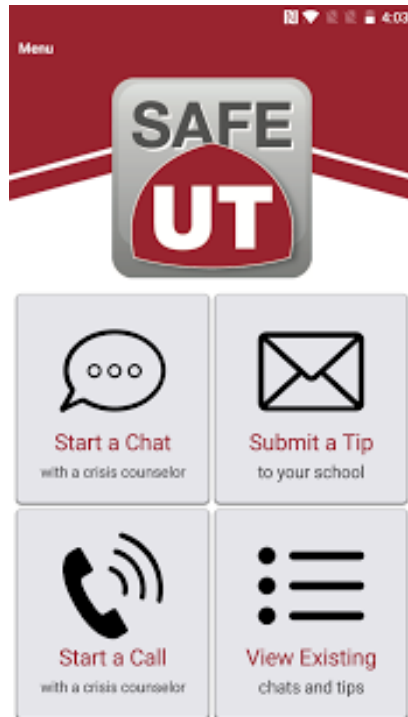 4:03
Menu
SAFE
UT
Start a Chat
with a crisis counselor
Submit a Tip
to your school
Start a Call
with a crisis counselor
View Existing
chats and tips